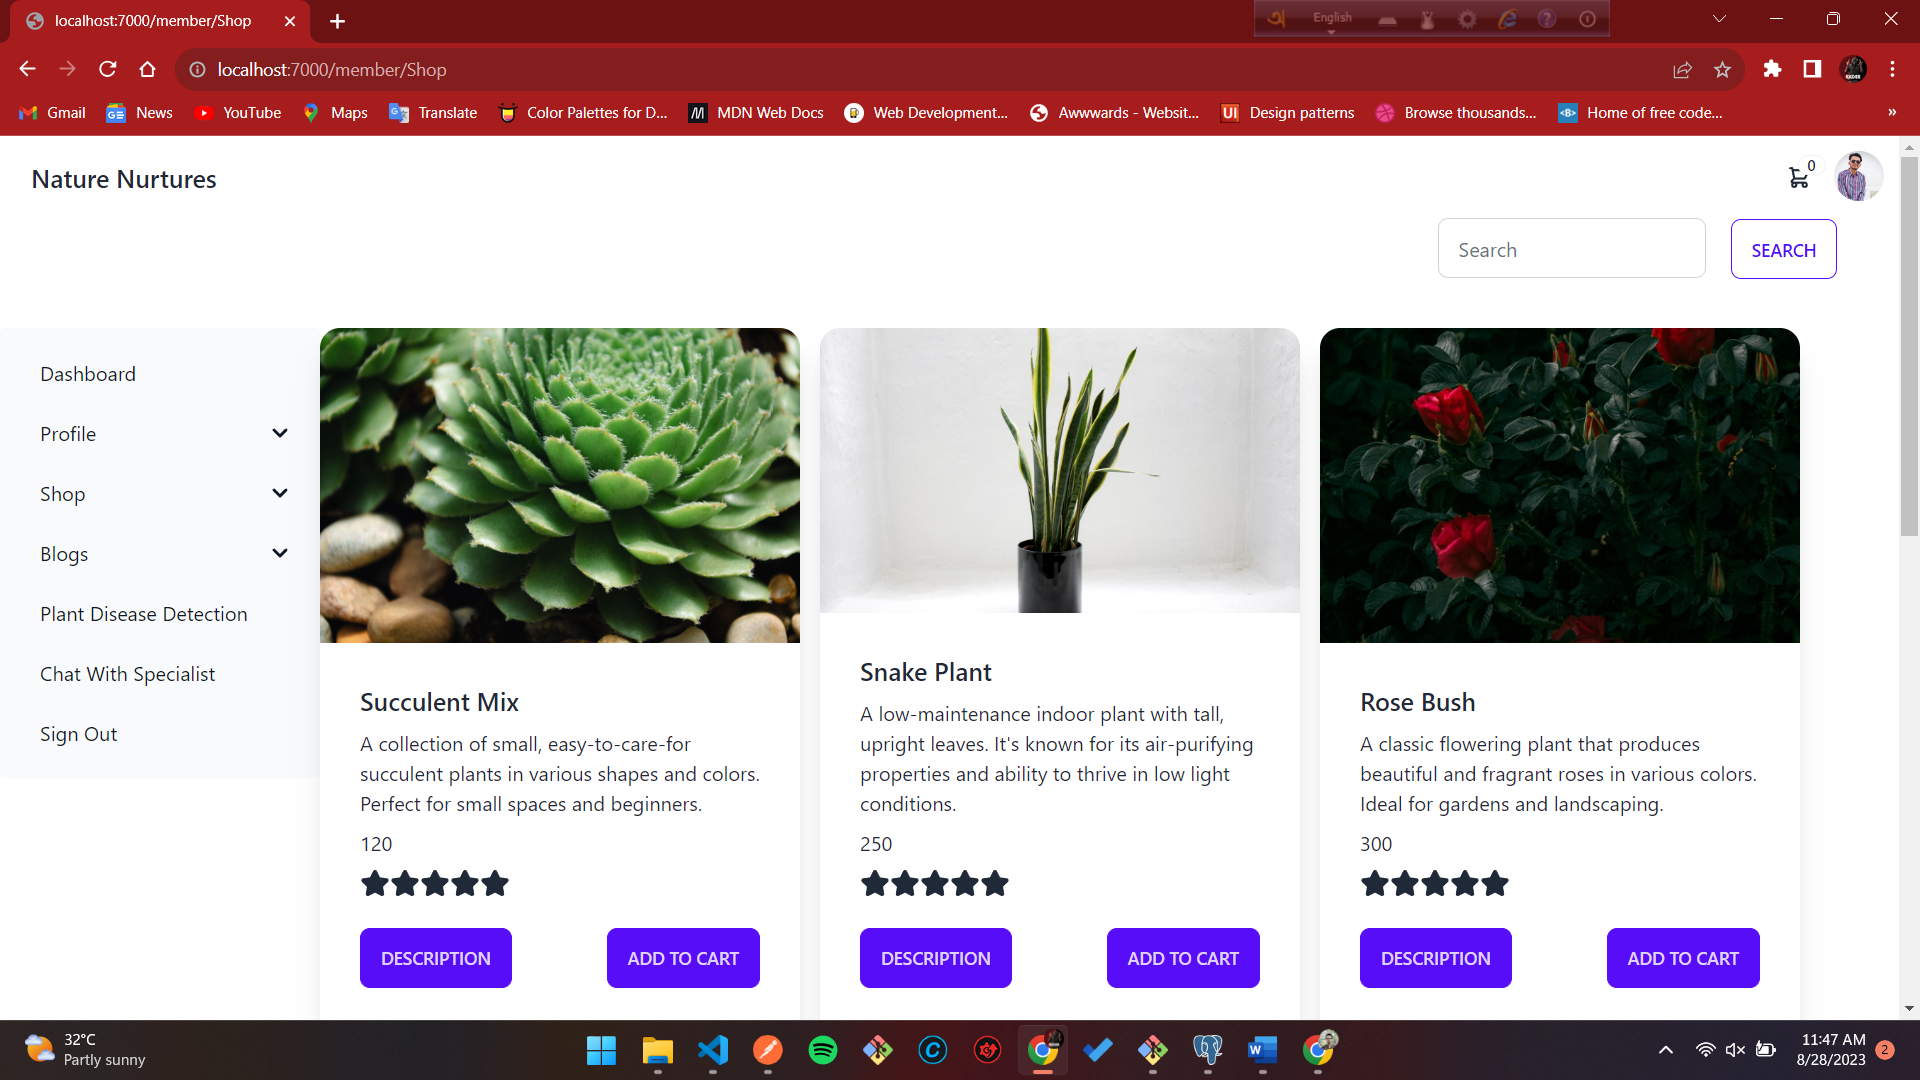 localhost:7000/member/Shop
English
localhost:7000/member/Shop
Gmail
News
YouTube
Maps
Translate
Color Palettes for D...
MDN Web Docs
Web Development...
Awwwards - Websit...
Design patterns
Browse thousands...
Home of free code...
»
Nature Nurtures
0
Search
SEARCH
Dashboard
Profile
Shop
Blogs
Plant Disease Detection
Chat With Specialist
Sign Out
Succulent Mix
A collection of small, easy-to-care-for
succulent plants in various shapes and colors.
Perfect for small spaces and beginners.
120
DESCRIPTION
ADD TO CART
Snake Plant
A low-maintenance indoor plant with tall,
upright leaves. It's known for its air-purifying
properties and ability to thrive in low light
conditions.
250
DESCRIPTION
ADD TO CART
Rose Bush
A classic flowering plant that produces
beautiful and fragrant roses in various colors.
Ideal for gardens and landscaping.
300
DESCRIPTION
ADD TO CART
32°C
Partly sunny
11:47 AM
8/28/2023
2